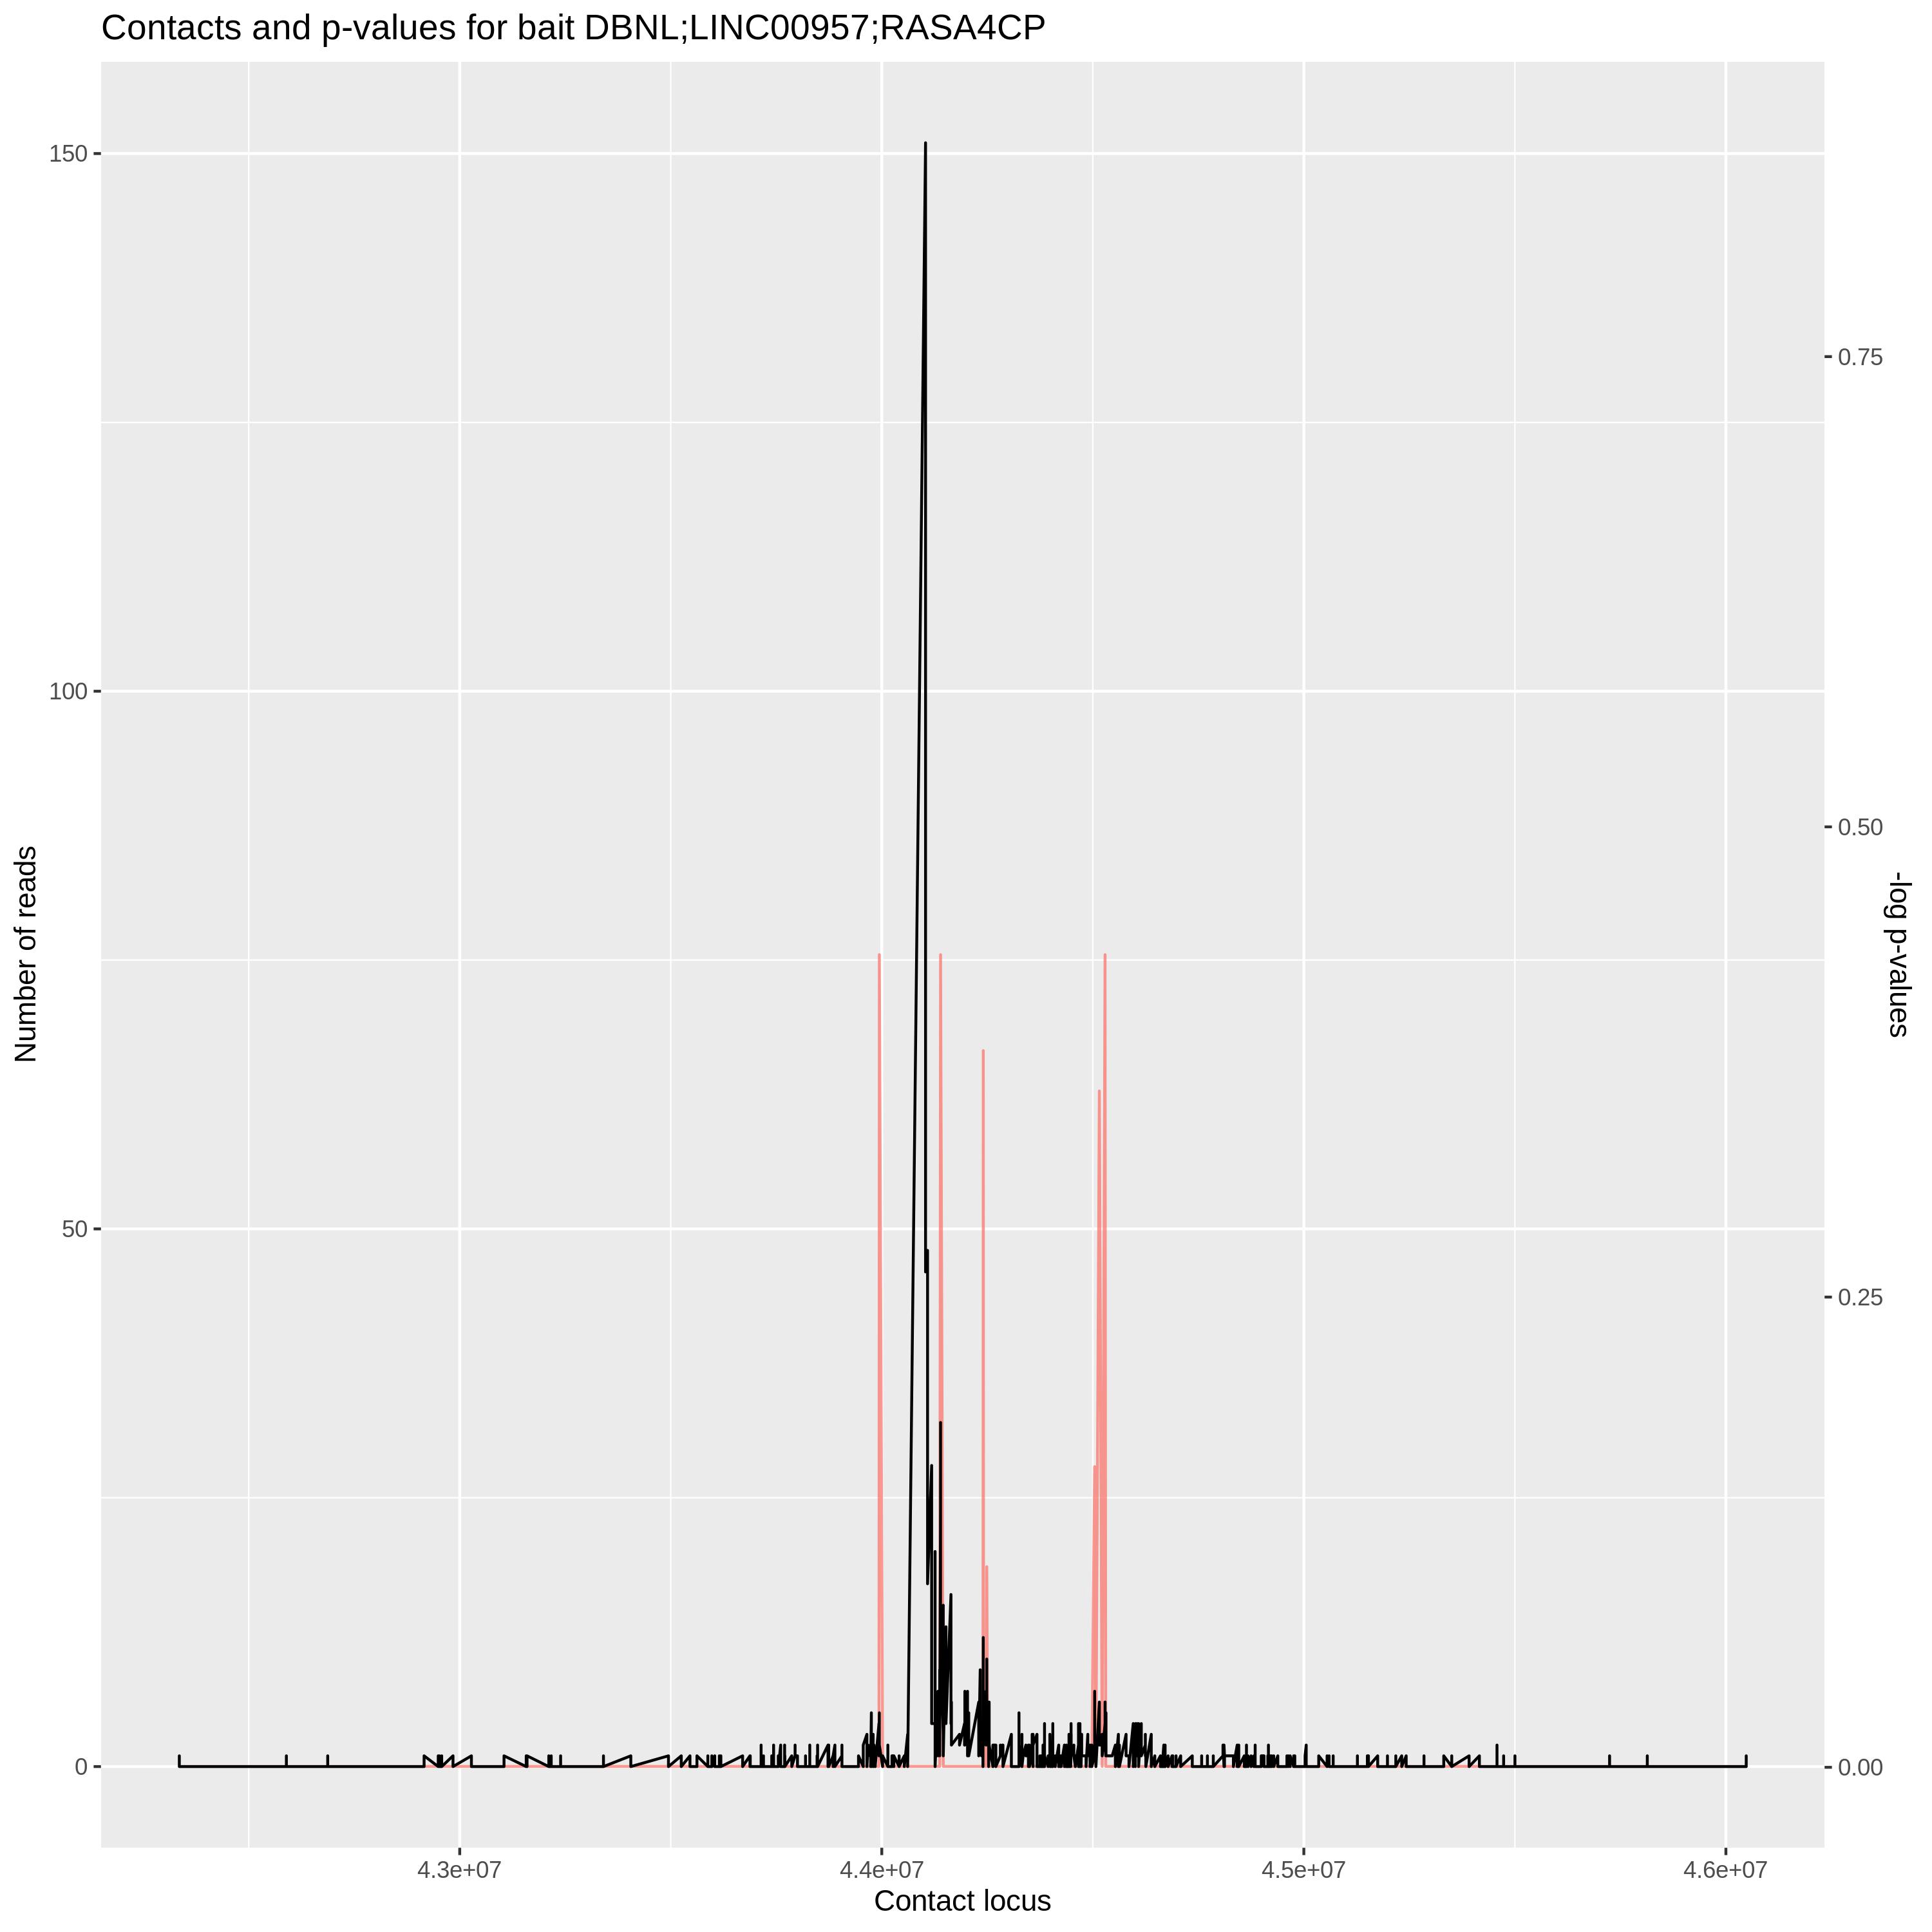 Contacts and p-values for bait DBNL;LINC00957;RASA4CP
150
100
50
0
Number of reads
0.75
0.50
0.25
0.00
-log p-values
4.3e+07
4.4e+07
4.5e+07
4.6e+07
Contact locus